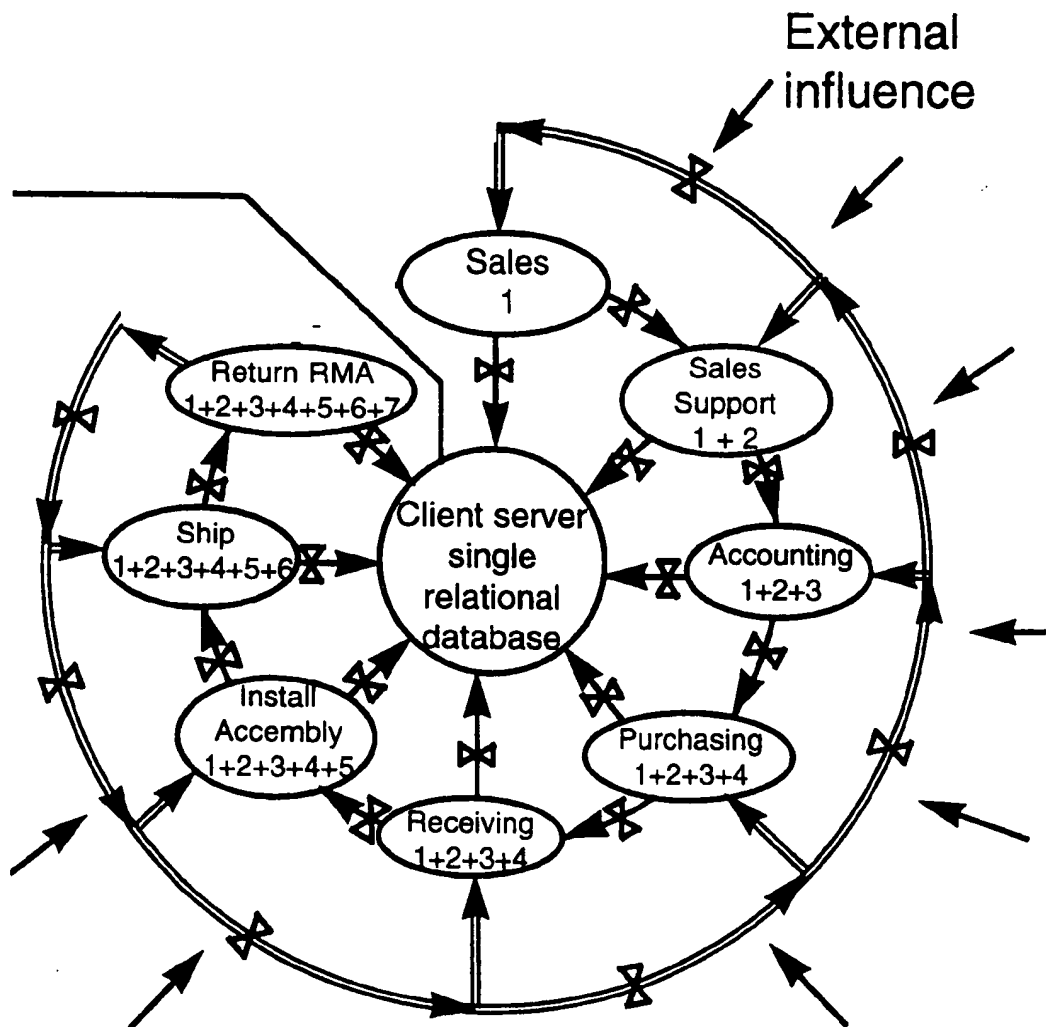 External
influence
Sales
1
Sales
Support
1 + 2
Accounting
1+2+3
Purchasing
1+2+3+4
Receiving
1+2+3+4
Install
Accembly
1+2+3+4+5
Ship
1+2+3+4+5+6
Return RMA
1+2+3+4+5+6+7
Client server
single
relational
database